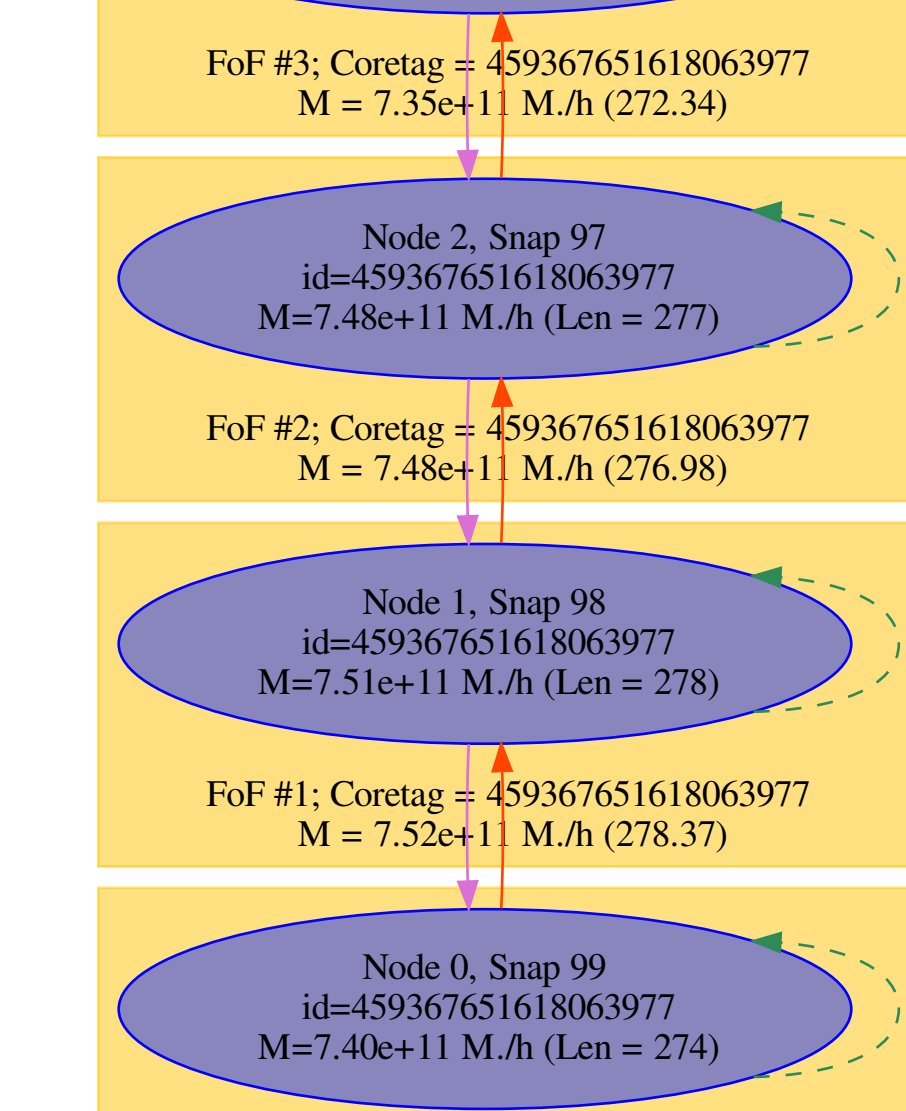 FoF #3; Coretag = 459367651618063977
M = 7.35e+11 M./h (272.34)
Node 2, Snap 97
id=459367651618063977
M=7.48e+11 M./h (Len = 277)
FoF #2; Coretag = 459367651618063977
M = 7.48e+11 M./h (276.98)
Node 1, Snap 98
id=459367651618063977
M=7.51e+11 M./h (Len = 278)
FoF #1; Coretag = 459367651618063977
M = 7.52e+11 M./h (278.37)
Node 0, Snap 99
id=459367651618063977
M=7.40e+11 M./h (Len = 274)